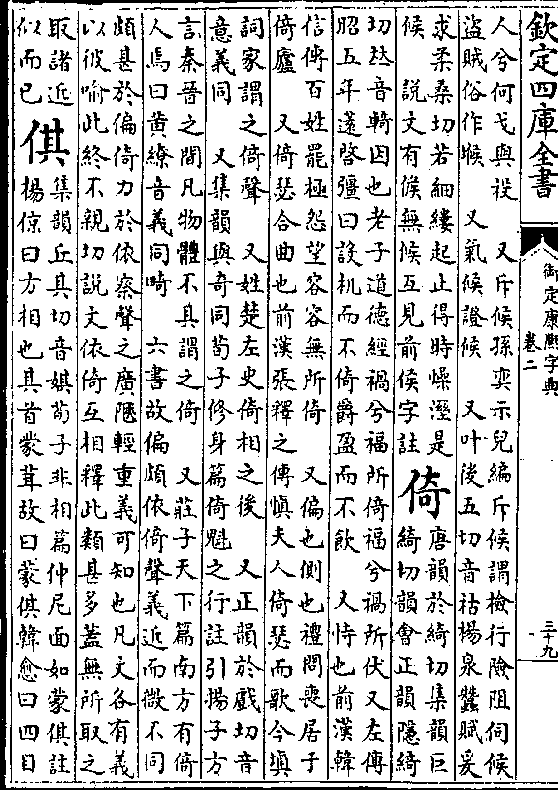 欽定四庫全書
御定康熙字典
卷二
三十九
人兮何戈與祋　又斥候孫奕示兒編斥候謂檢行險阻伺候
盜賊俗作堠　又氣候證候　又叶後五切音祜楊泉蠶賦爰
求柔桑切若細縷起止得時燥溼是
候　說文有𠊱無候互見前侯字註
倚
唐韻於綺切集韻巨
綺切韻會正韻隱綺
切𠀤音輢因也老子道德經禍兮福所倚福兮禍所伏又左傳
昭五年薳啓彊曰設机而不倚爵盈而不飲　又恃也前漢韓
信傳百姓罷極怨望容容無所倚　又偏也側也禮問喪居于
倚廬　又倚瑟合曲也前漢張釋之傳愼夫人倚瑟而歌今塡
詞家謂之倚聲　又姓楚左史倚相之後　又正韻於戲切音
意義同　又集韻與奇同荀子修身篇倚魁之行註引揚子方
言秦晉之間凡物體不具謂之倚　又莊子天下篇南方有倚
人焉曰黃繚音義同畸　六書故偏頗依倚聲義近而微不同
頗甚於偏倚力於依察聲之廣隘輕重義可知也凡文各有義
以彼喻此終不親切說文依倚互相釋此類甚多蓋無所取之
取諸近
似而已
倛
集韻丘其切音娸荀子非相篇仲尼面如蒙倛註
楊倞曰方相也其首蒙茸故曰蒙倛韓愈曰四目